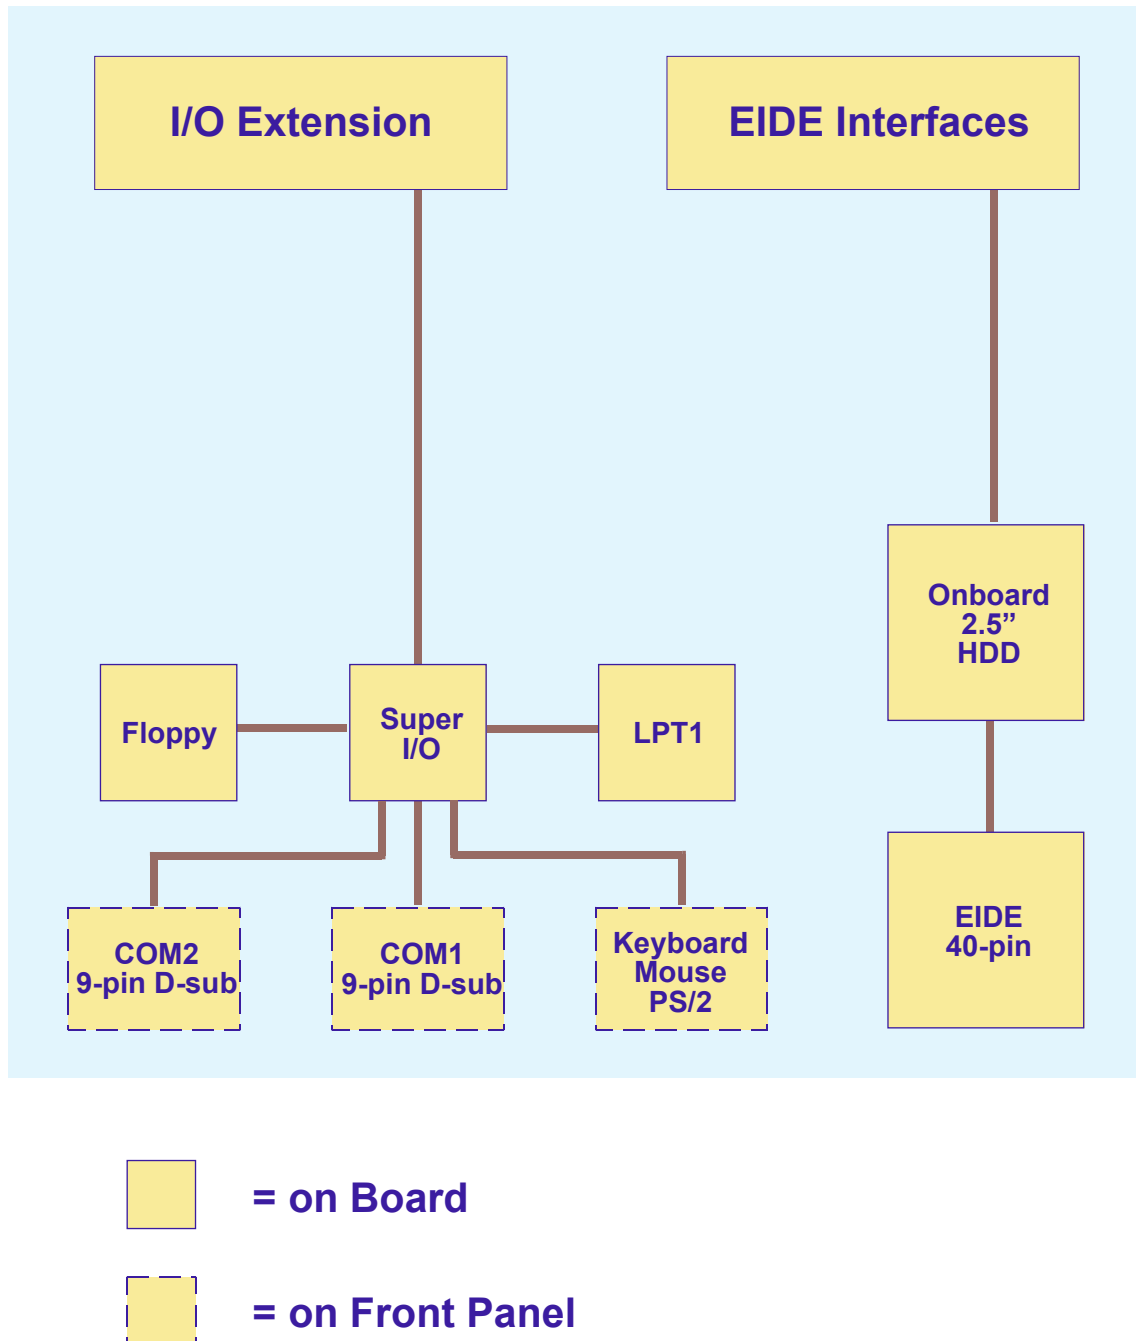 I/O Extension
EIDE Interfaces
Onboard
2.5”
HDD
Floppy
Super
I/O
LPT1
COM2
9-pin D-sub
COM1
9-pin D-sub
Keyboard
Mouse
PS/2
EIDE
40-pin
= on Board
= on Front Panel